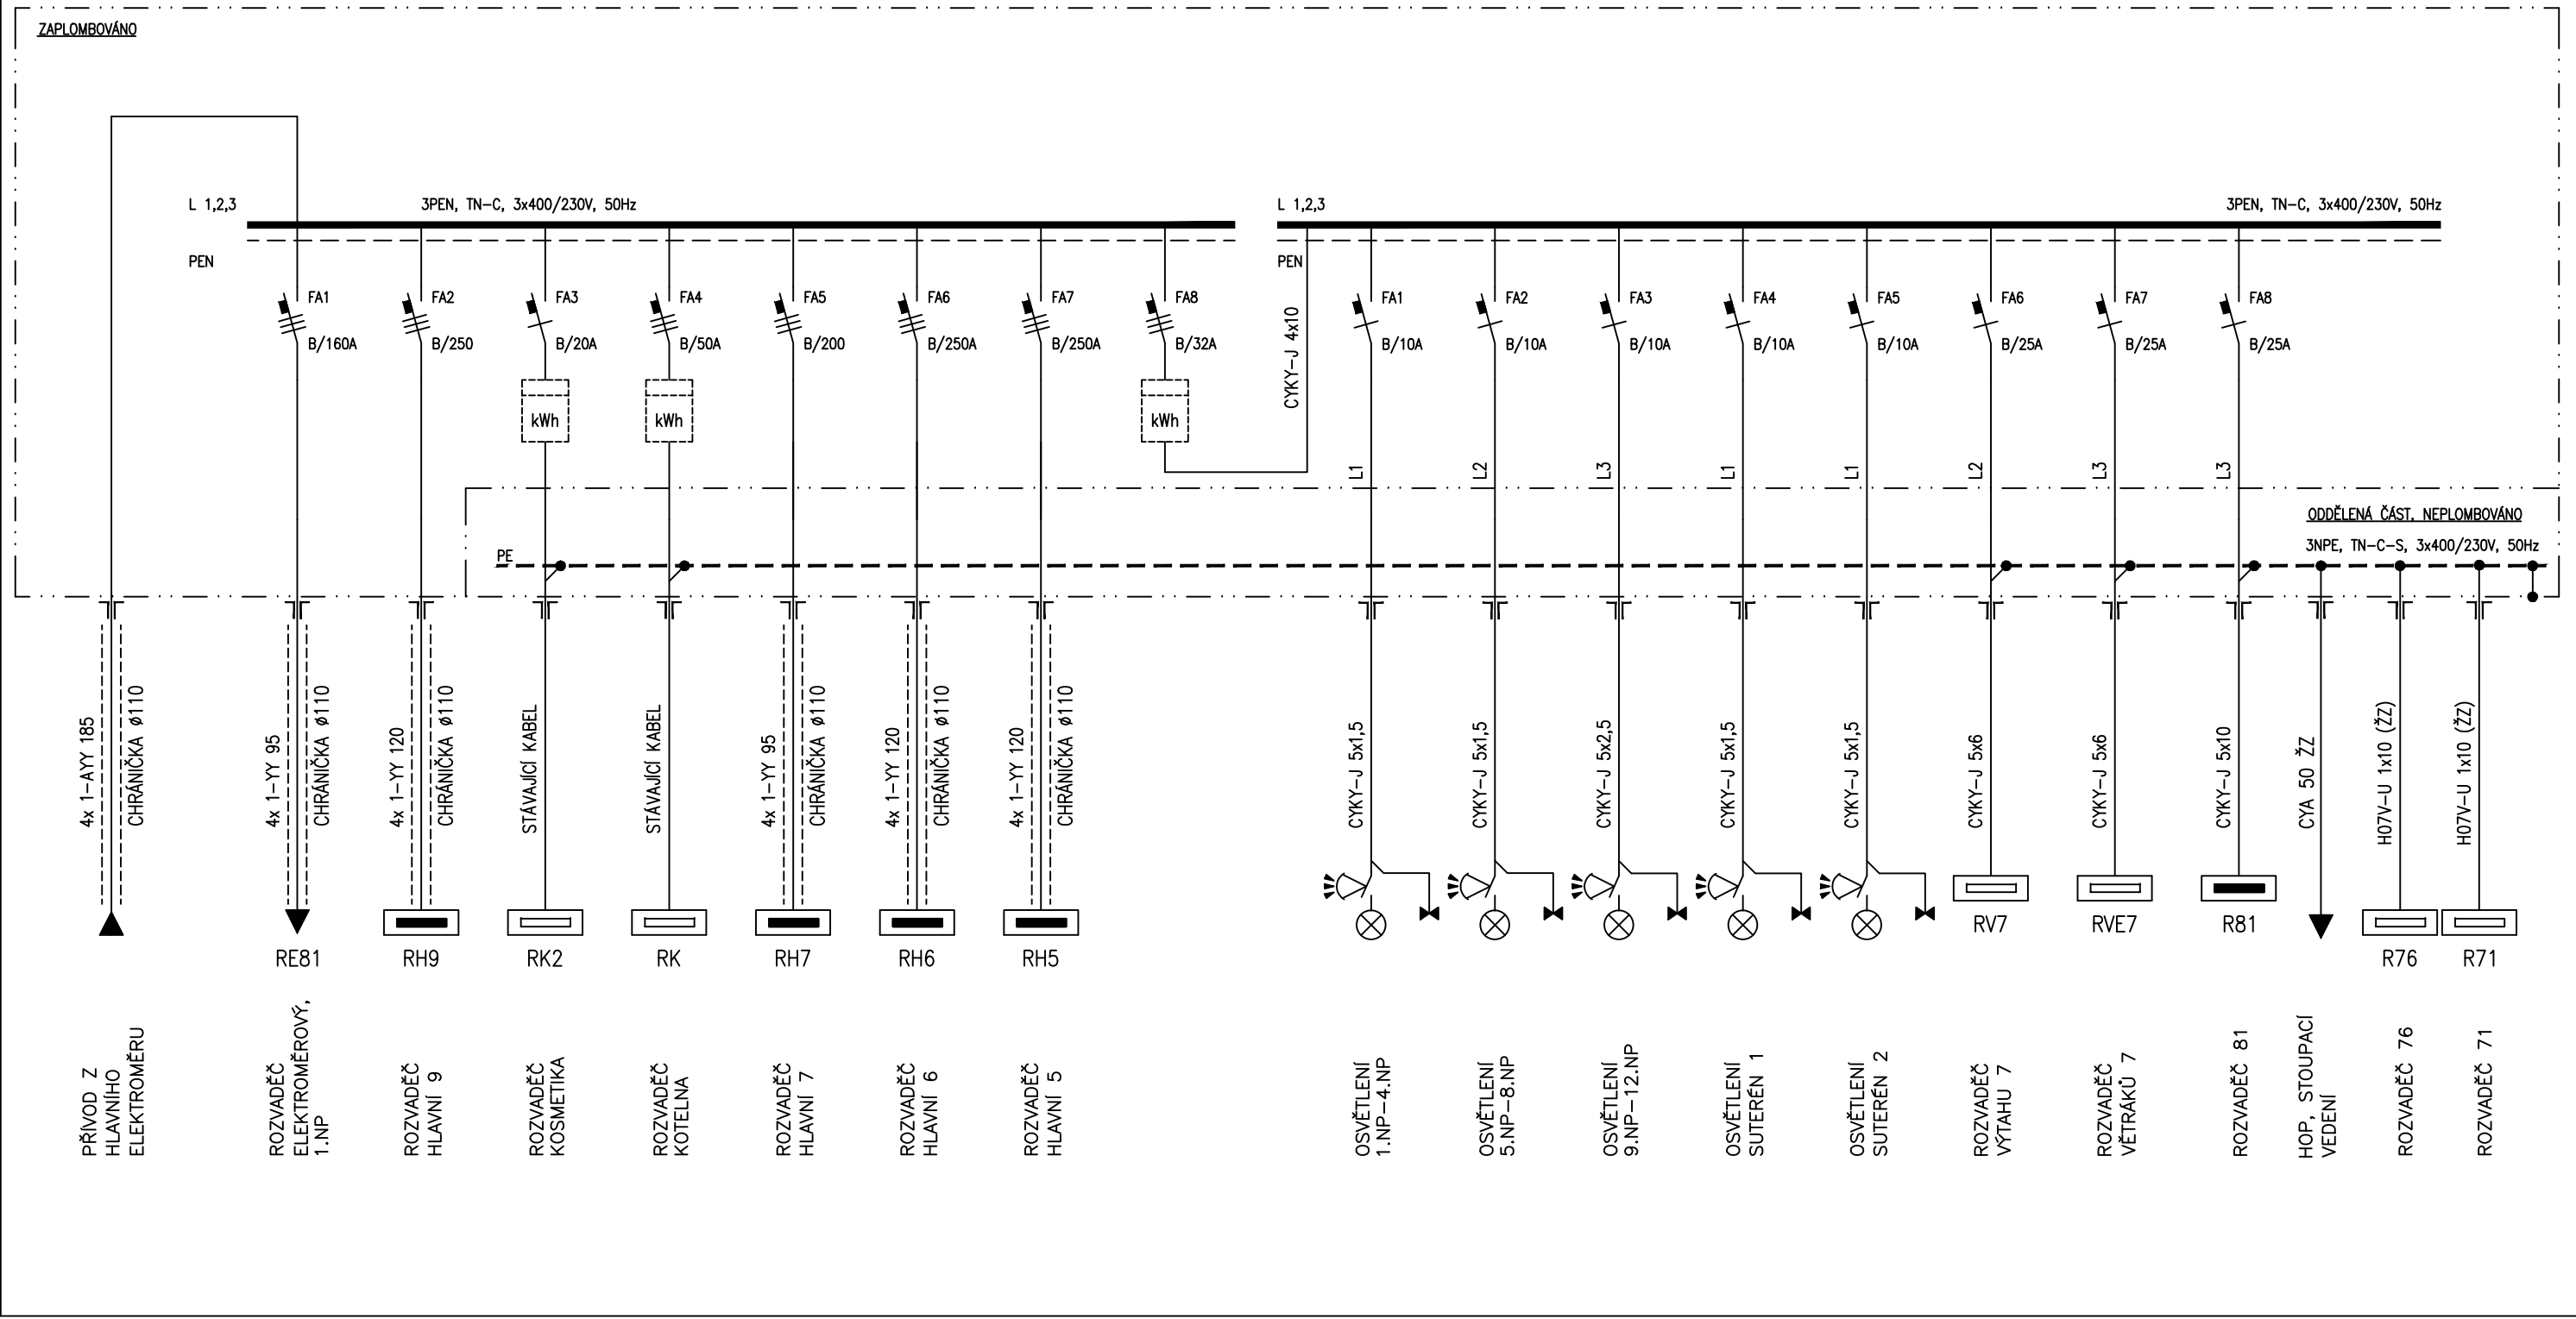 ZAPLOMBOVÁNO
L 1,2,3
3PEN, TN-C, 3x400/230V, 50Hz
PEN
L 1,2,3
3PEN, TN-C, 3x400/230V, 50Hz
PEN
FA1
B/160A
FA2
B/250
FA3
B/20A
FA4
B/50A
FA5
B/200
FA6
B/250A
FA7
B/250A
FA8
B/32A
CYKY-J 4x10
FA1
B/10A
FA2
B/10A
FA3
B/10A
FA4
B/10A
FA5
B/10A
FA6
B/25A
FA7
B/25A
FA8
B/25A
kWh
kWh
kWh
L1
L2
L3
L1
L1
L2
L3
L3
ODDĚLENÁ ČÁST, NEPLOMBOVÁNO
3NPE, TN-C-S, 3x400/230V, 50Hz
PE
4x 1-AYY 185
CHRÁNIČKA ø110
4x 1-YY 95
CHRÁNIČKA ø110
4x 1-YY 120
CHRÁNIČKA ø110
STÁVAJÍCÍ KABEL
STÁVAJÍCÍ KABEL
4x 1-YY 95
CHRÁNIČKA ø110
4x 1-YY 120
CHRÁNIČKA ø110
4x 1-YY 120
CHRÁNIČKA ø110
CYKY-J 5x1,5
CYKY-J 5x1,5
CYKY-J 5x2,5
CYKY-J 5x1,5
CYKY-J 5x1,5
CYKY-J 5x6
CYKY-J 5x6
CYKY-J 5x10
CYA 50 ŽZ
H07V-U 1x10 (ŽZ)
H07V-U 1x10 (ŽZ)
RE81
RH9
RK2
RK
RH7
RH6
RH5
RV7
RVE7
R81
R76
R71
PŘÍVOD Z
HLAVNÍHO
ELEKTROMĚRU
ROZVADĚČ
ELEKTROMĚROVÝ,
1.NP
ROZVADĚČ
HLAVNÍ 9
ROZVADĚČ
KOSMETIKA
ROZVADĚČ
KOTELNA
ROZVADĚČ
HLAVNÍ 7
ROZVADĚČ
HLAVNÍ 6
ROZVADĚČ
HLAVNÍ 5
OSVĚTLENÍ
1.NP-4.NP
OSVĚTLENÍ
5.NP-8.NP
OSVĚTLENÍ
9.NP-12.NP
OSVĚTLENÍ
SUTERÉN 1
OSVĚTLENÍ
SUTERÉN 2
ROZVADĚČ
VÝTAHU 7
ROZVADĚČ
VĚTRÁKŮ 7
ROZVADĚČ 81
HOP, STOUPACÍ
VEDENÍ
ROZVADĚČ 76
ROZVADĚČ 71